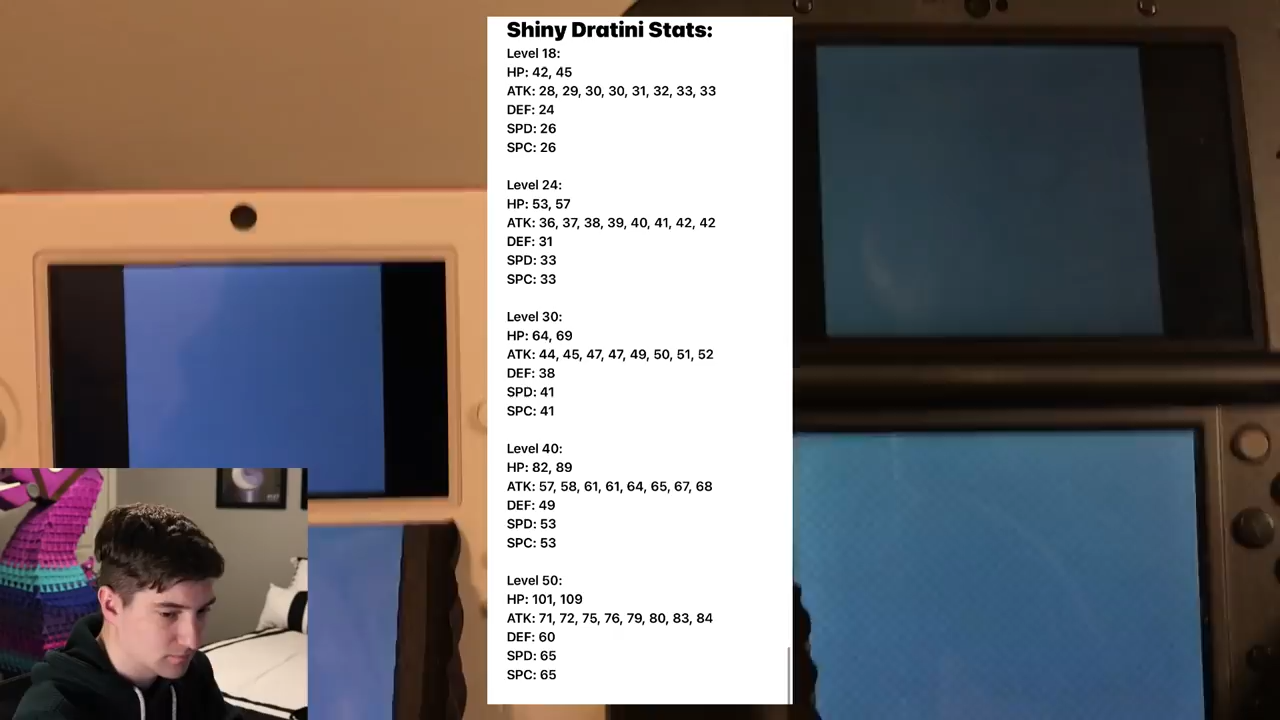 Shiny Dratini Stats:
Level 18:
HP: 42, 45
ATK: 28, 29, 30, 30, 31, 32, 33, 33
DEF: 24
SPD: 26
SPC: 26
Level 24:
HP: 53, 57
ATK: 36, 37, 38, 39, 40, 41, 42, 42
DEF: 31
SPD: 33
SPC: 33
Level 30:
HP: 64, 69
ATK: 44, 45, 47, 47, 49, 50, 51, 52
DEF: 38
SPD: 41
SPC: 41
Level 40:
HP: 82, 89
ATK: 57, 58, 61, 61, 64, 65, 67, 68
DEF: 49
SPD: 53
SPC: 53
Level 50:
HP: 101, 109
ATK: 71, 72, 75, 76, 79, 80, 83, 84
DEF: 60
SPD: 65
SPC: 65